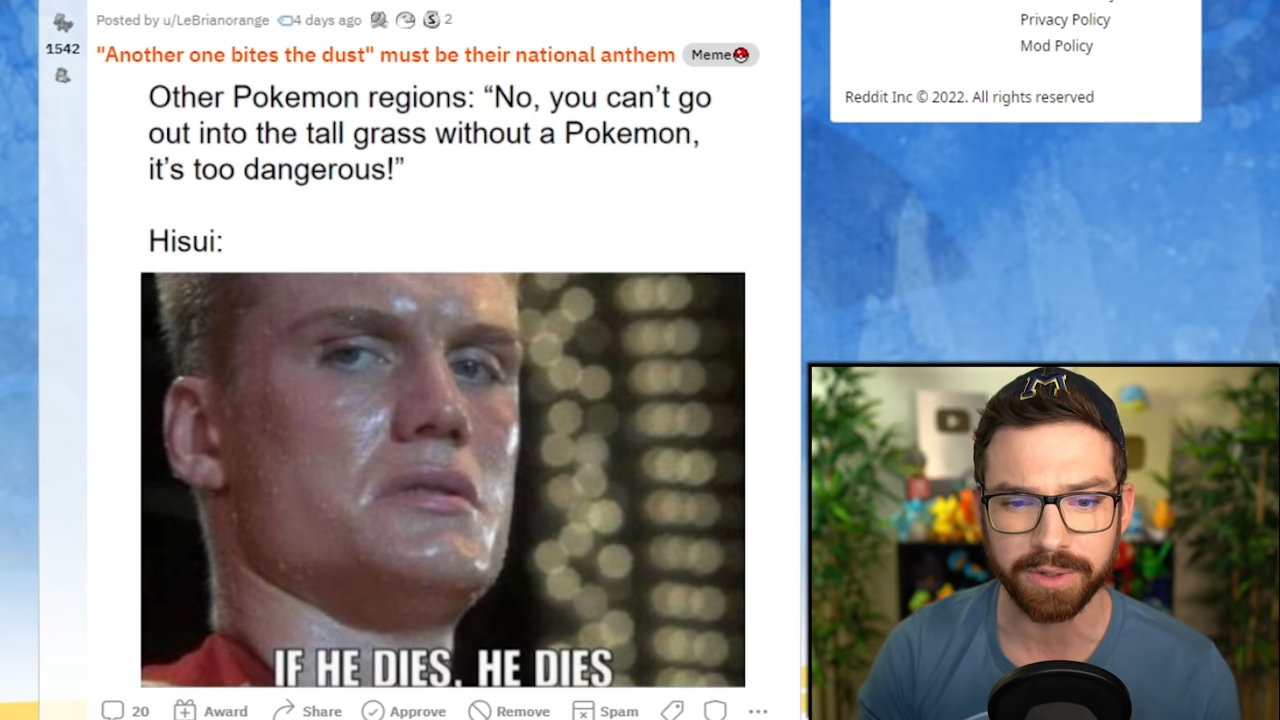 Posted by u/LeBrianorange 4 days ago 2
1542
"Another one bites the dust" must be their national anthem Meme
Other Pokemon regions: “No, you can’t go
out into the tall grass without a Pokemon,
it’s too dangerous!”
Hisui:
IF HE DIES, HE DIES
20 Award Share Approve Remove Spam
Privacy Policy
Mod Policy
Reddit Inc © 2022. All rights reserved
M